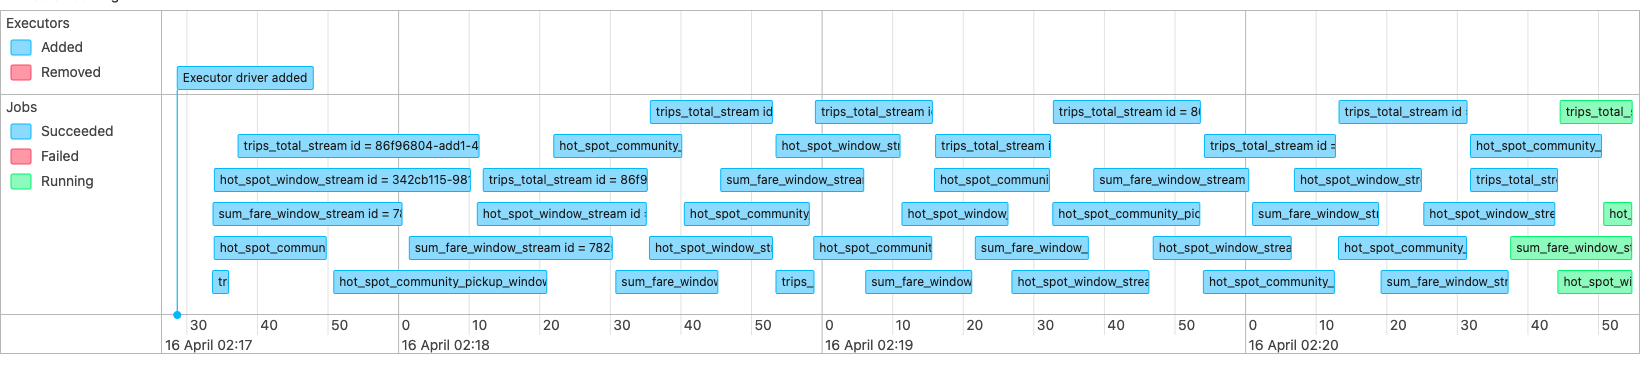 Executors
Added
Removed
Executor driver added
Jobs
Succeeded
Failed
Running
trips_total_stream id
trips_total_stream i
trips_total_stream id = 8
trips_total_stream id
trips_total_
trips_total_stream id = 86f96804-add1-4
hot_spot_community_
hot_spot_window_str
trips_total_stream i
trips_total_stream id =
hot_spot_community_
hot_spot_window_stream id = 342cb115-98
trips_total_stream id = 86f9
sum_fare_window_strea
hot_spot_communi
sum_fare_window_stream
hot_spot_window_str
trips_total_str
sum_fare_window_stream id = 78
hot_spot_window_stream id
hot_spot_community
hot_spot_window_
hot_spot_community_pic
sum_fare_window_str
hot_spot_window_stre
hot_
hot_spot_commun
sum_fare_window_stream id = 782
hot_spot_window_st
hot_spot_communit
sum_fare_window_
hot_spot_window_strea
hot_spot_community_
sum_fare_window_st
tr
hot_spot_community_pickup_window
sum_fare_window
trips_
sum_fare_window
hot_spot_window_strea
hot_spot_community_
sum_fare_window_str
hot_spot_wi
30 40 50 0 10 20 30 40 50 0 10 20 30 40 50 0 10 20 30 40 50
16 April 02:17 16 April 02:18 16 April 02:19 16 April 02:20